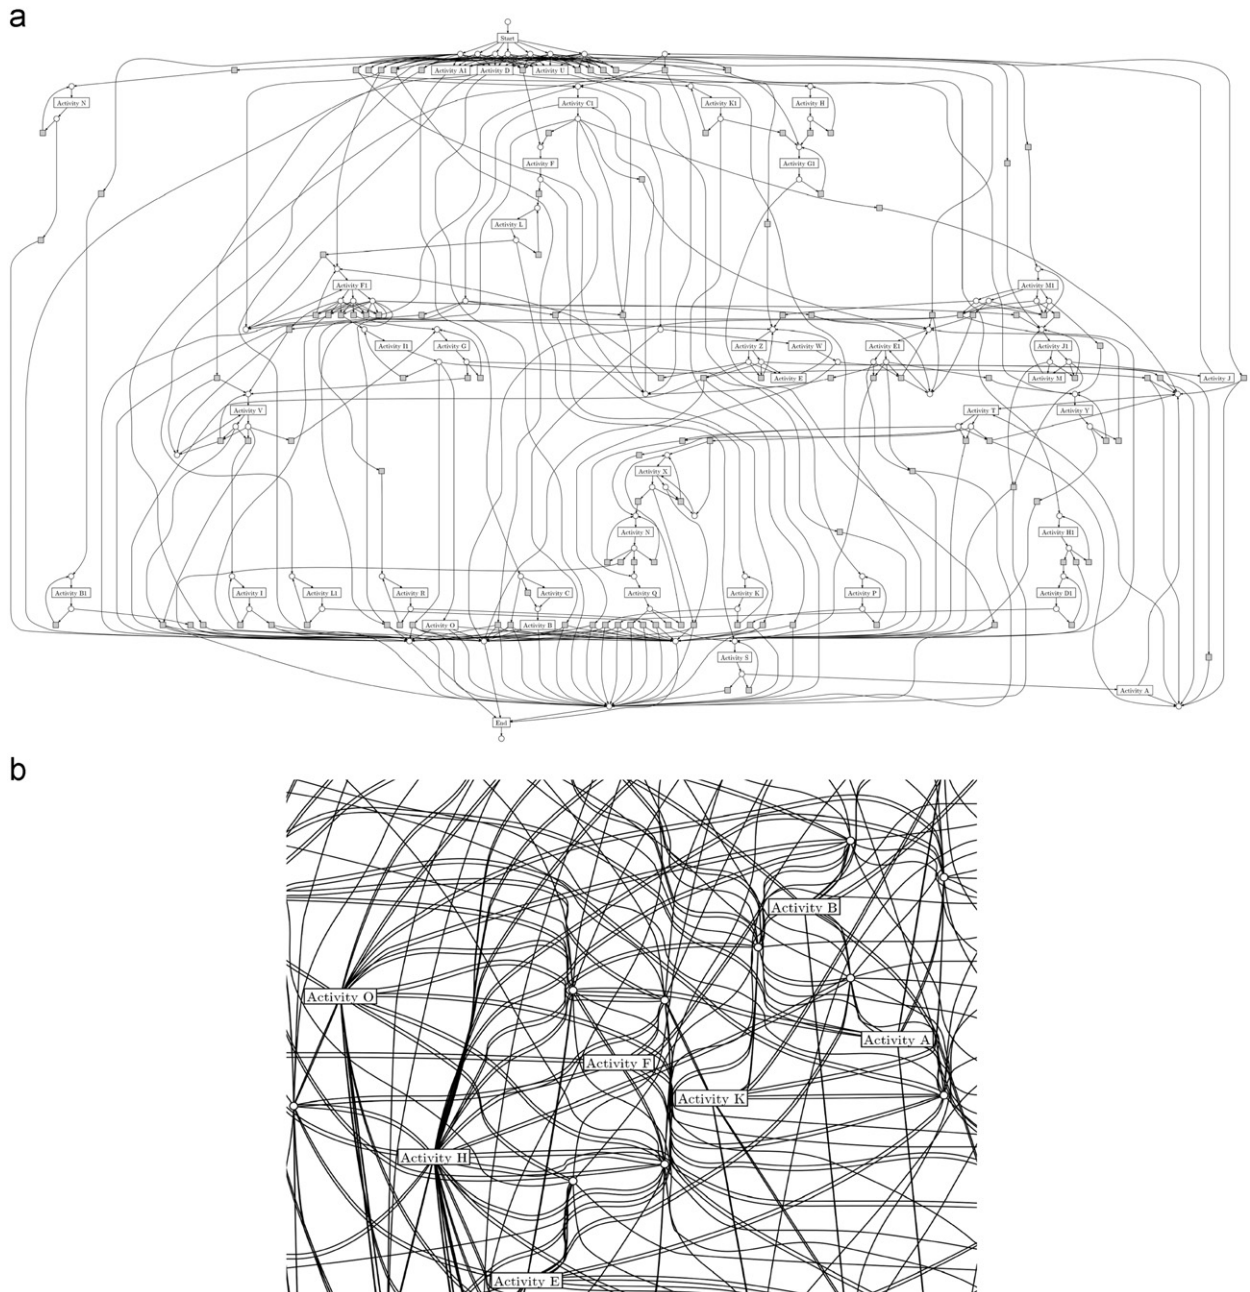 a
Start
Activity A1
Activity D
Activity U
Activity N
Activity C1
Activity K1
Activity H
Activity F
Activity G1
Activity L
Activity F1
Activity M1
Activity I1
Activity G
Activity Z
Activity W
Activity E1
Activity J1
Activity E
Activity M
Activity J
Activity V
Activity T
Activity Y
Activity X
Activity N
Activity H1
Activity B1
Activity I
Activity L1
Activity R
Activity C
Activity Q
Activity K
Activity P
Activity D1
Activity O
Activity B
Activity S
Activity A
End
b
Activity B
Activity O
Activity A
Activity F
Activity K
Activity H
Activity E